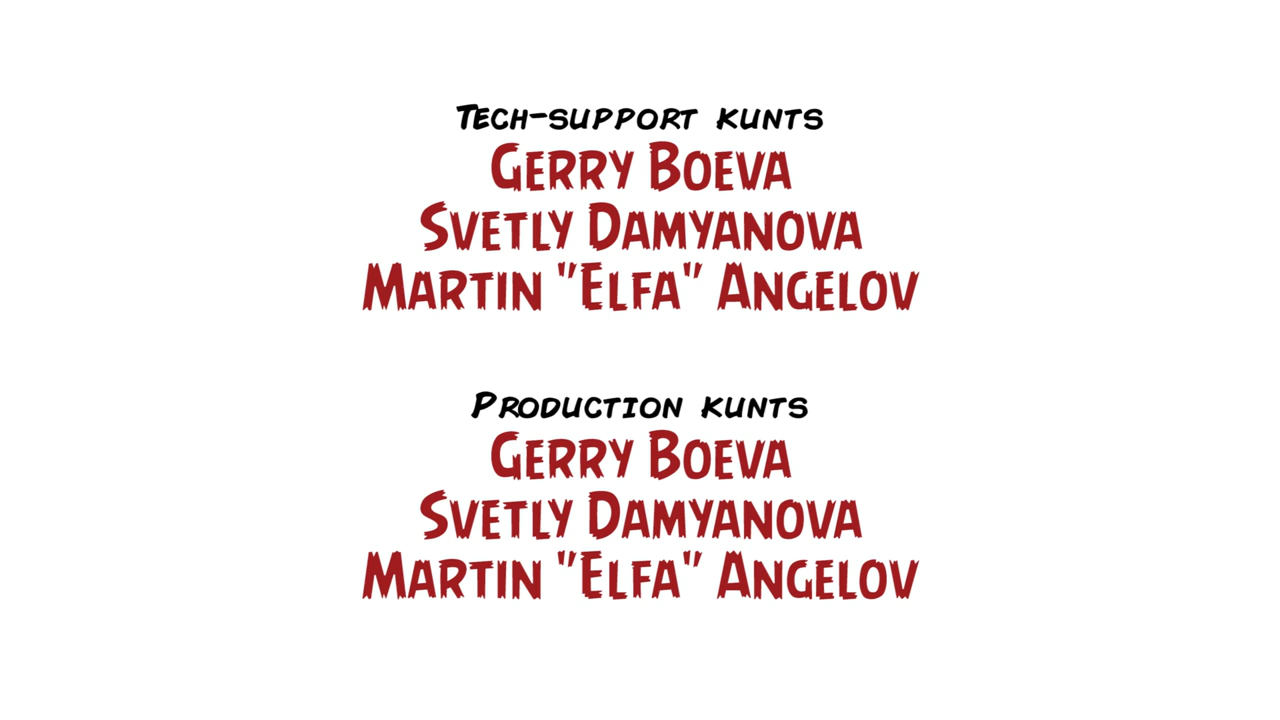 Tech-support kunts
Gerry Boeva
Svetly Damyanova
Martin "Elfa" Angelov
Production kunts
Gerry Boeva
Svetly Damyanova
Martin "Elfa" Angelov